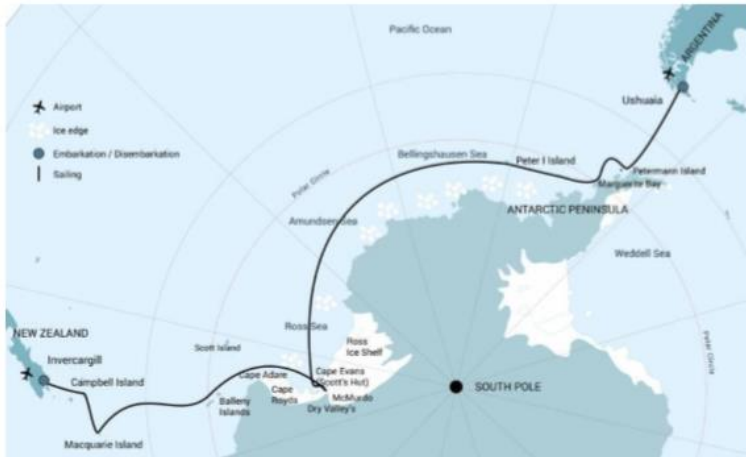 Pacific Ocean
ARGENTINA
Airport
Ushuaia
Ice edge
Embarkation / Disembarkation
Sailing
Bellingshausen Sea
Peter I Island
Petermann Island
Marguerite Bay
Polar Circle
Amundsen Sea
ANTARCTIC PENINSULA
Weddell Sea
Ross Sea
NEW ZEALAND
Ross
Ice Shelf
Scott Island
Polar Circle
Invercargill
Campbell Island
Cape Adare
Cape Evans
(Scott's Hut)
Cape
Royds
McMurdo
Balleny
Islands
Dry Valley's
SOUTH POLE
Macquarie Island